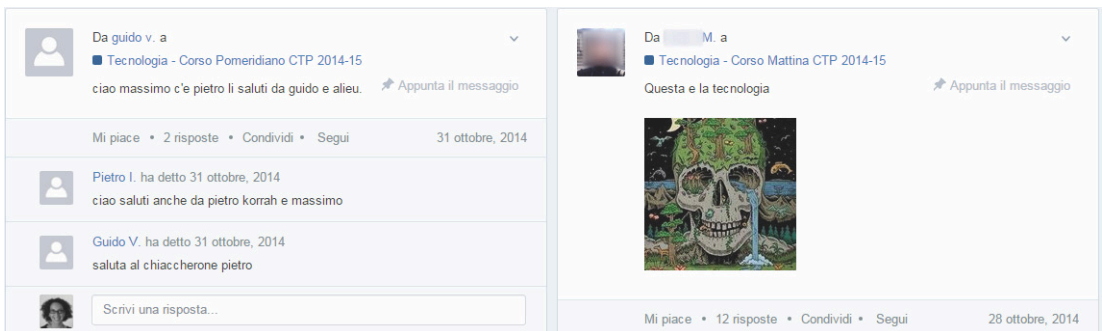 Da guido v. a
Tecnologia - Corso Pomeridiano CTP 2014-15
ciao massimo c'e pietro li saluti da guido e alieu.
Appunta il messaggio
Mi piace • 2 risposte • Condividi • Segui
31 ottobre, 2014
Pietro I. ha detto 31 ottobre, 2014
ciao saluti anche da pietro korrah e massimo
Guido V. ha detto 31 ottobre, 2014
saluta al chiaccherone pietro
Scrivi una risposta...
Da M. a
Tecnologia - Corso Mattina CTP 2014-15
Questa e la tecnologia
Appunta il messaggio
Mi piace • 12 risposte • Condividi • Segui
28 ottobre, 2014